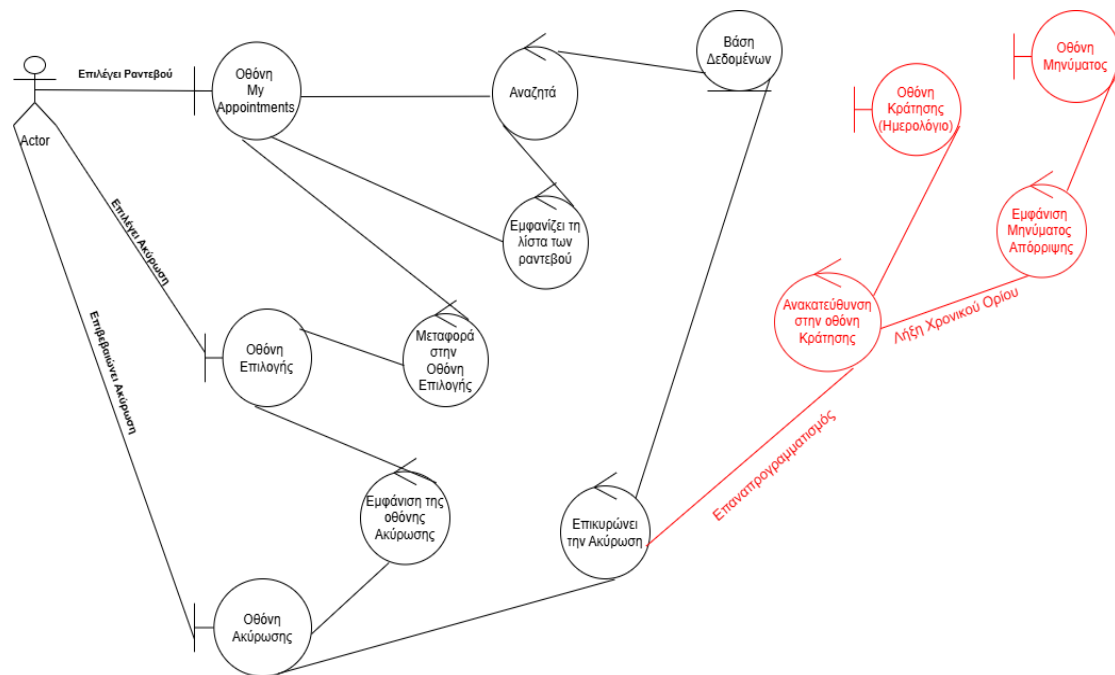 Επιλέγει Ραντεβού
Actor
Οθόνη
My
Appointments
Αναζητά
Βάση
Δεδομένων
Οθόνη
Κράτησης
(Ημερολόγιο)
Οθόνη
Μηνύματος
Επιλέγει Ακύρωση
Επιβεβαιώνει Ακύρωση
Εμφανίζει τη
λίστα των
ραντεβού
Εμφάνιση
Μηνύματος
Απόρριψης
Ανακατεύθυνση
στην οθόνη
Κράτησης
Λήξη Χρονικού Ορίου
Οθόνη
Επιλογής
Μεταφορά
στην
Οθόνη
Επιλογής
Επαναπρογραμματισμός
Εμφάνιση της
οθόνης
Ακύρωσης
Επικυρώνει
την Ακύρωση
Οθόνη
Ακύρωσης